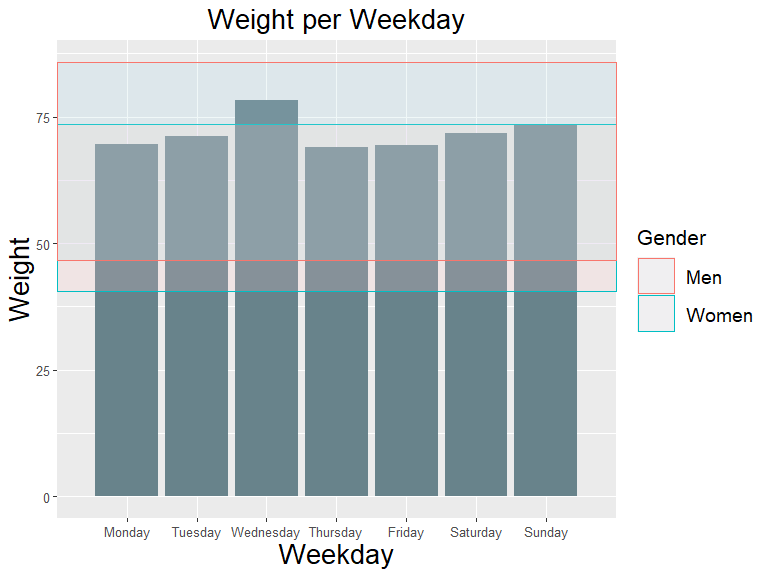 Weight per Weekday
Weight
75
50
25
0
Monday Tuesday Wednesday Thursday Friday Saturday Sunday
Weekday
Gender
Men
Women